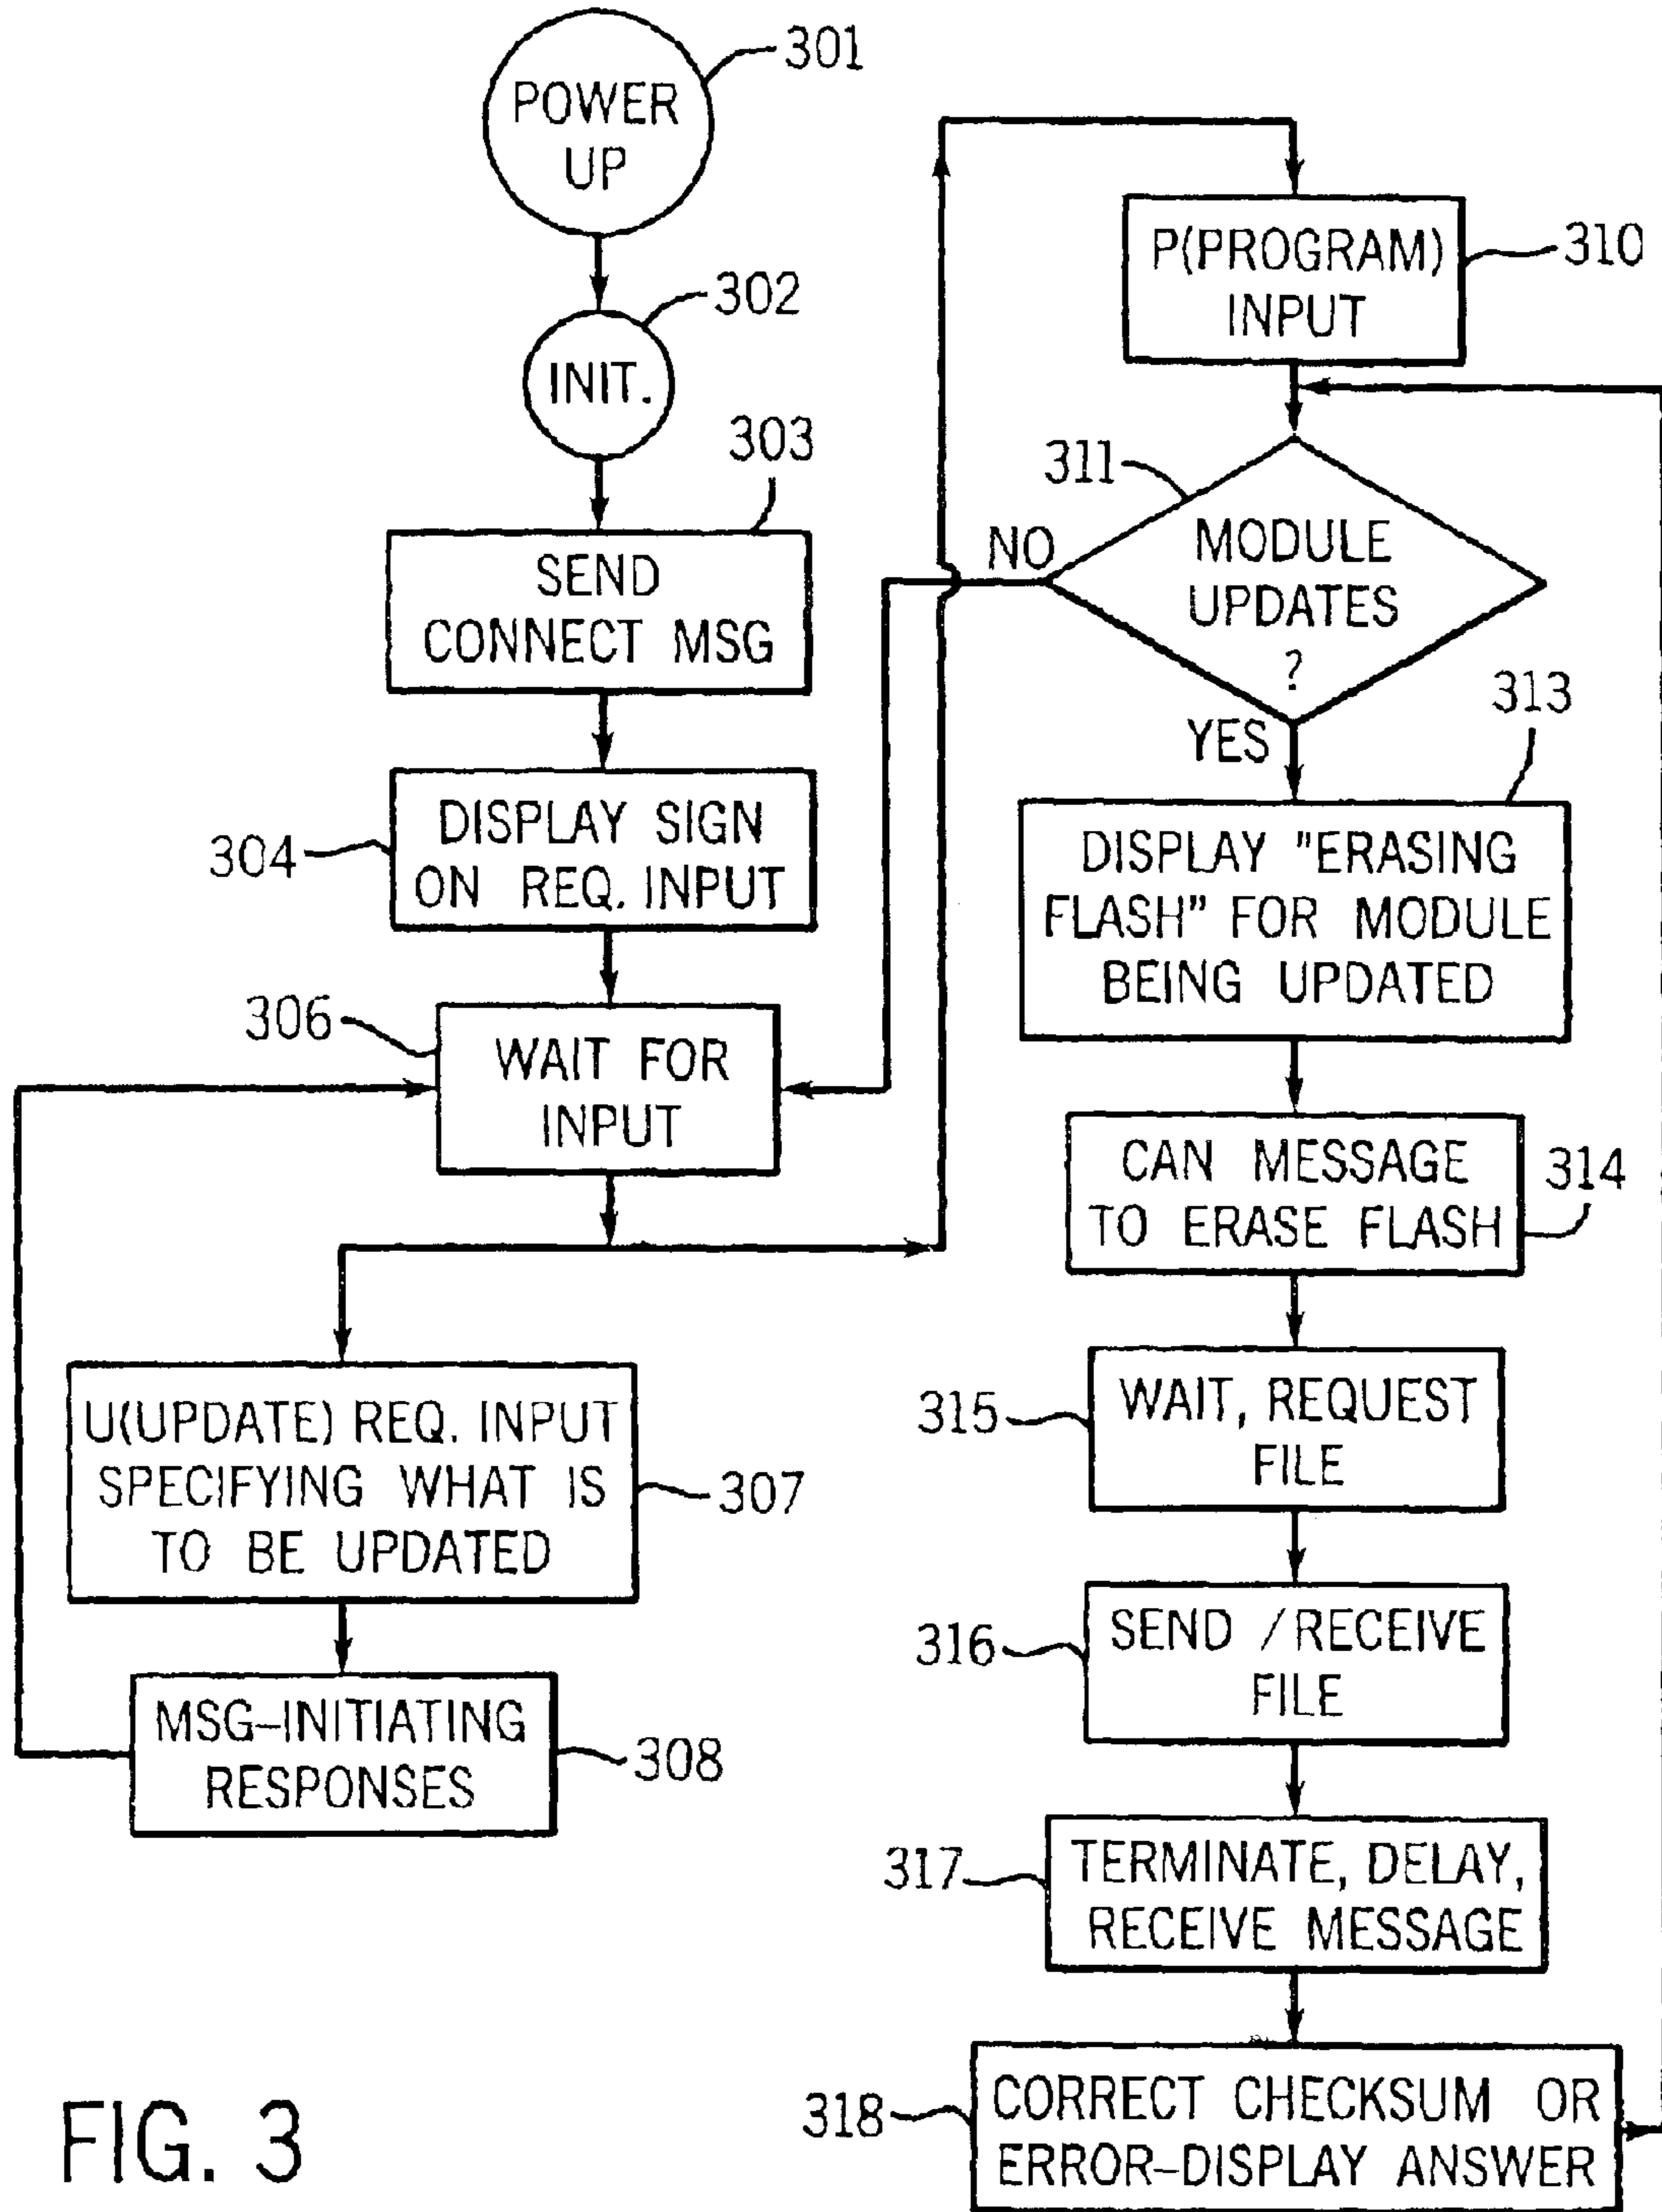 POWER
UP
301
INIT.
302
303
SEND
CONNECT MSG
304
DISPLAY SIGN
ON REQ. INPUT
306
WAIT FOR
INPUT
U(UPDATE) REQ. INPUT
SPECIFYING WHAT IS
TO BE UPDATED
307
MSG-INITIATING
RESPONSES
308
P(PROGRAM)
INPUT
310
311
NO
MODULE
UPDATES
?
YES
313
DISPLAY "ERASING
FLASH" FOR MODULE
BEING UPDATED
CAN MESSAGE
TO ERASE FLASH
314
315
WAIT, REQUEST
FILE
316
SEND / RECEIVE
FILE
317
TERMINATE, DELAY,
RECEIVE MESSAGE
318
CORRECT CHECKSUM OR
ERROR-DISPLAY ANSWER
FIG. 3